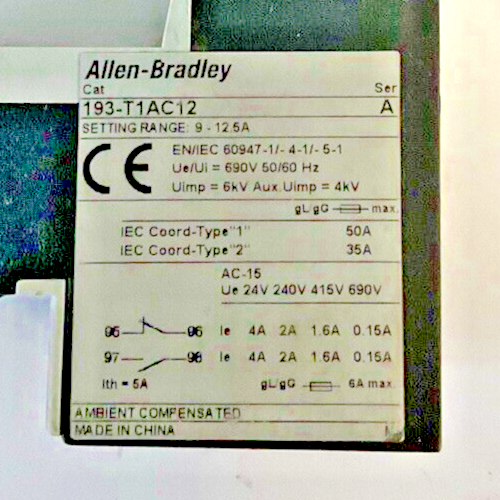 Allen-Bradley
Cat Ser
193-T1AC12 A
SETTING RANGE: 9 - 12.5A
CE EN/IEC 60947-1/- 4-1/- 5-1
Ue/Ui = 690V 50/60 Hz
Uimp = 6kV Aux. Uimp = 4kV
gL/gG max.
IEC Coord-Type"1" 50A
IEC Coord-Type"2" 35A
AC-15
Ue 24V 240V 415V 690V
95 96 Ie 4A 2A 1.6A 0.15A
97 98 Ie 4A 2A 1.6A 0.15A
Ith = 5A gL/gG 6A max.
AMBIENT COMPENSATED
MADE IN CHINA